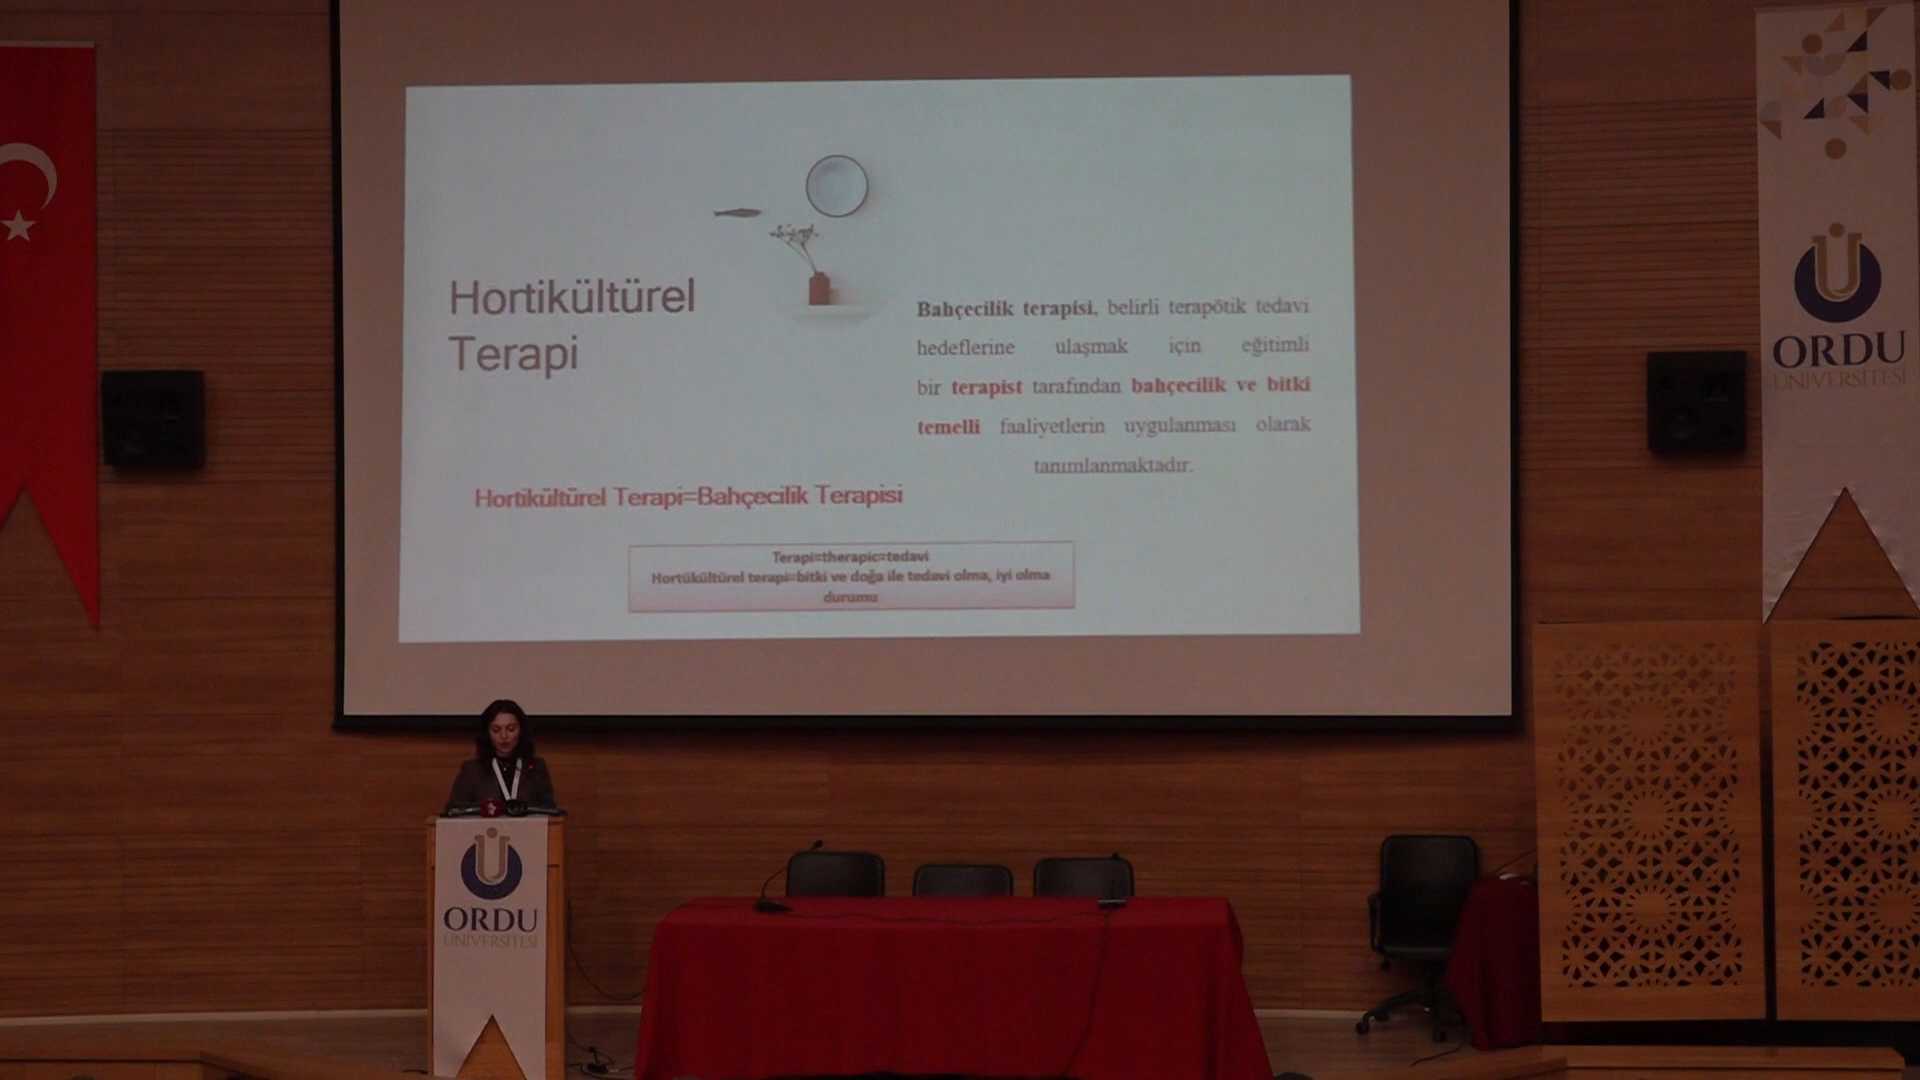 Hortikültürel
Terapi
Bahçecilik terapisi, belirli terapötik tedavi
hedeflerine ulaşmak için eğitimli
bir terapist tarafından bahçecilik ve bitki
temelli faaliyetlerin uygulanması olarak
tanımlanmaktadır.
Hortikültürel Terapi=Bahçecilik Terapisi
Terapi=therapic=tedavi
Hortükültürel terapi=bitki ve doğa ile tedavi olma, iyi olma
durumu
ORDU
ÜNİVERSİTESİ
ORDU
ÜNİVERSİTESİ